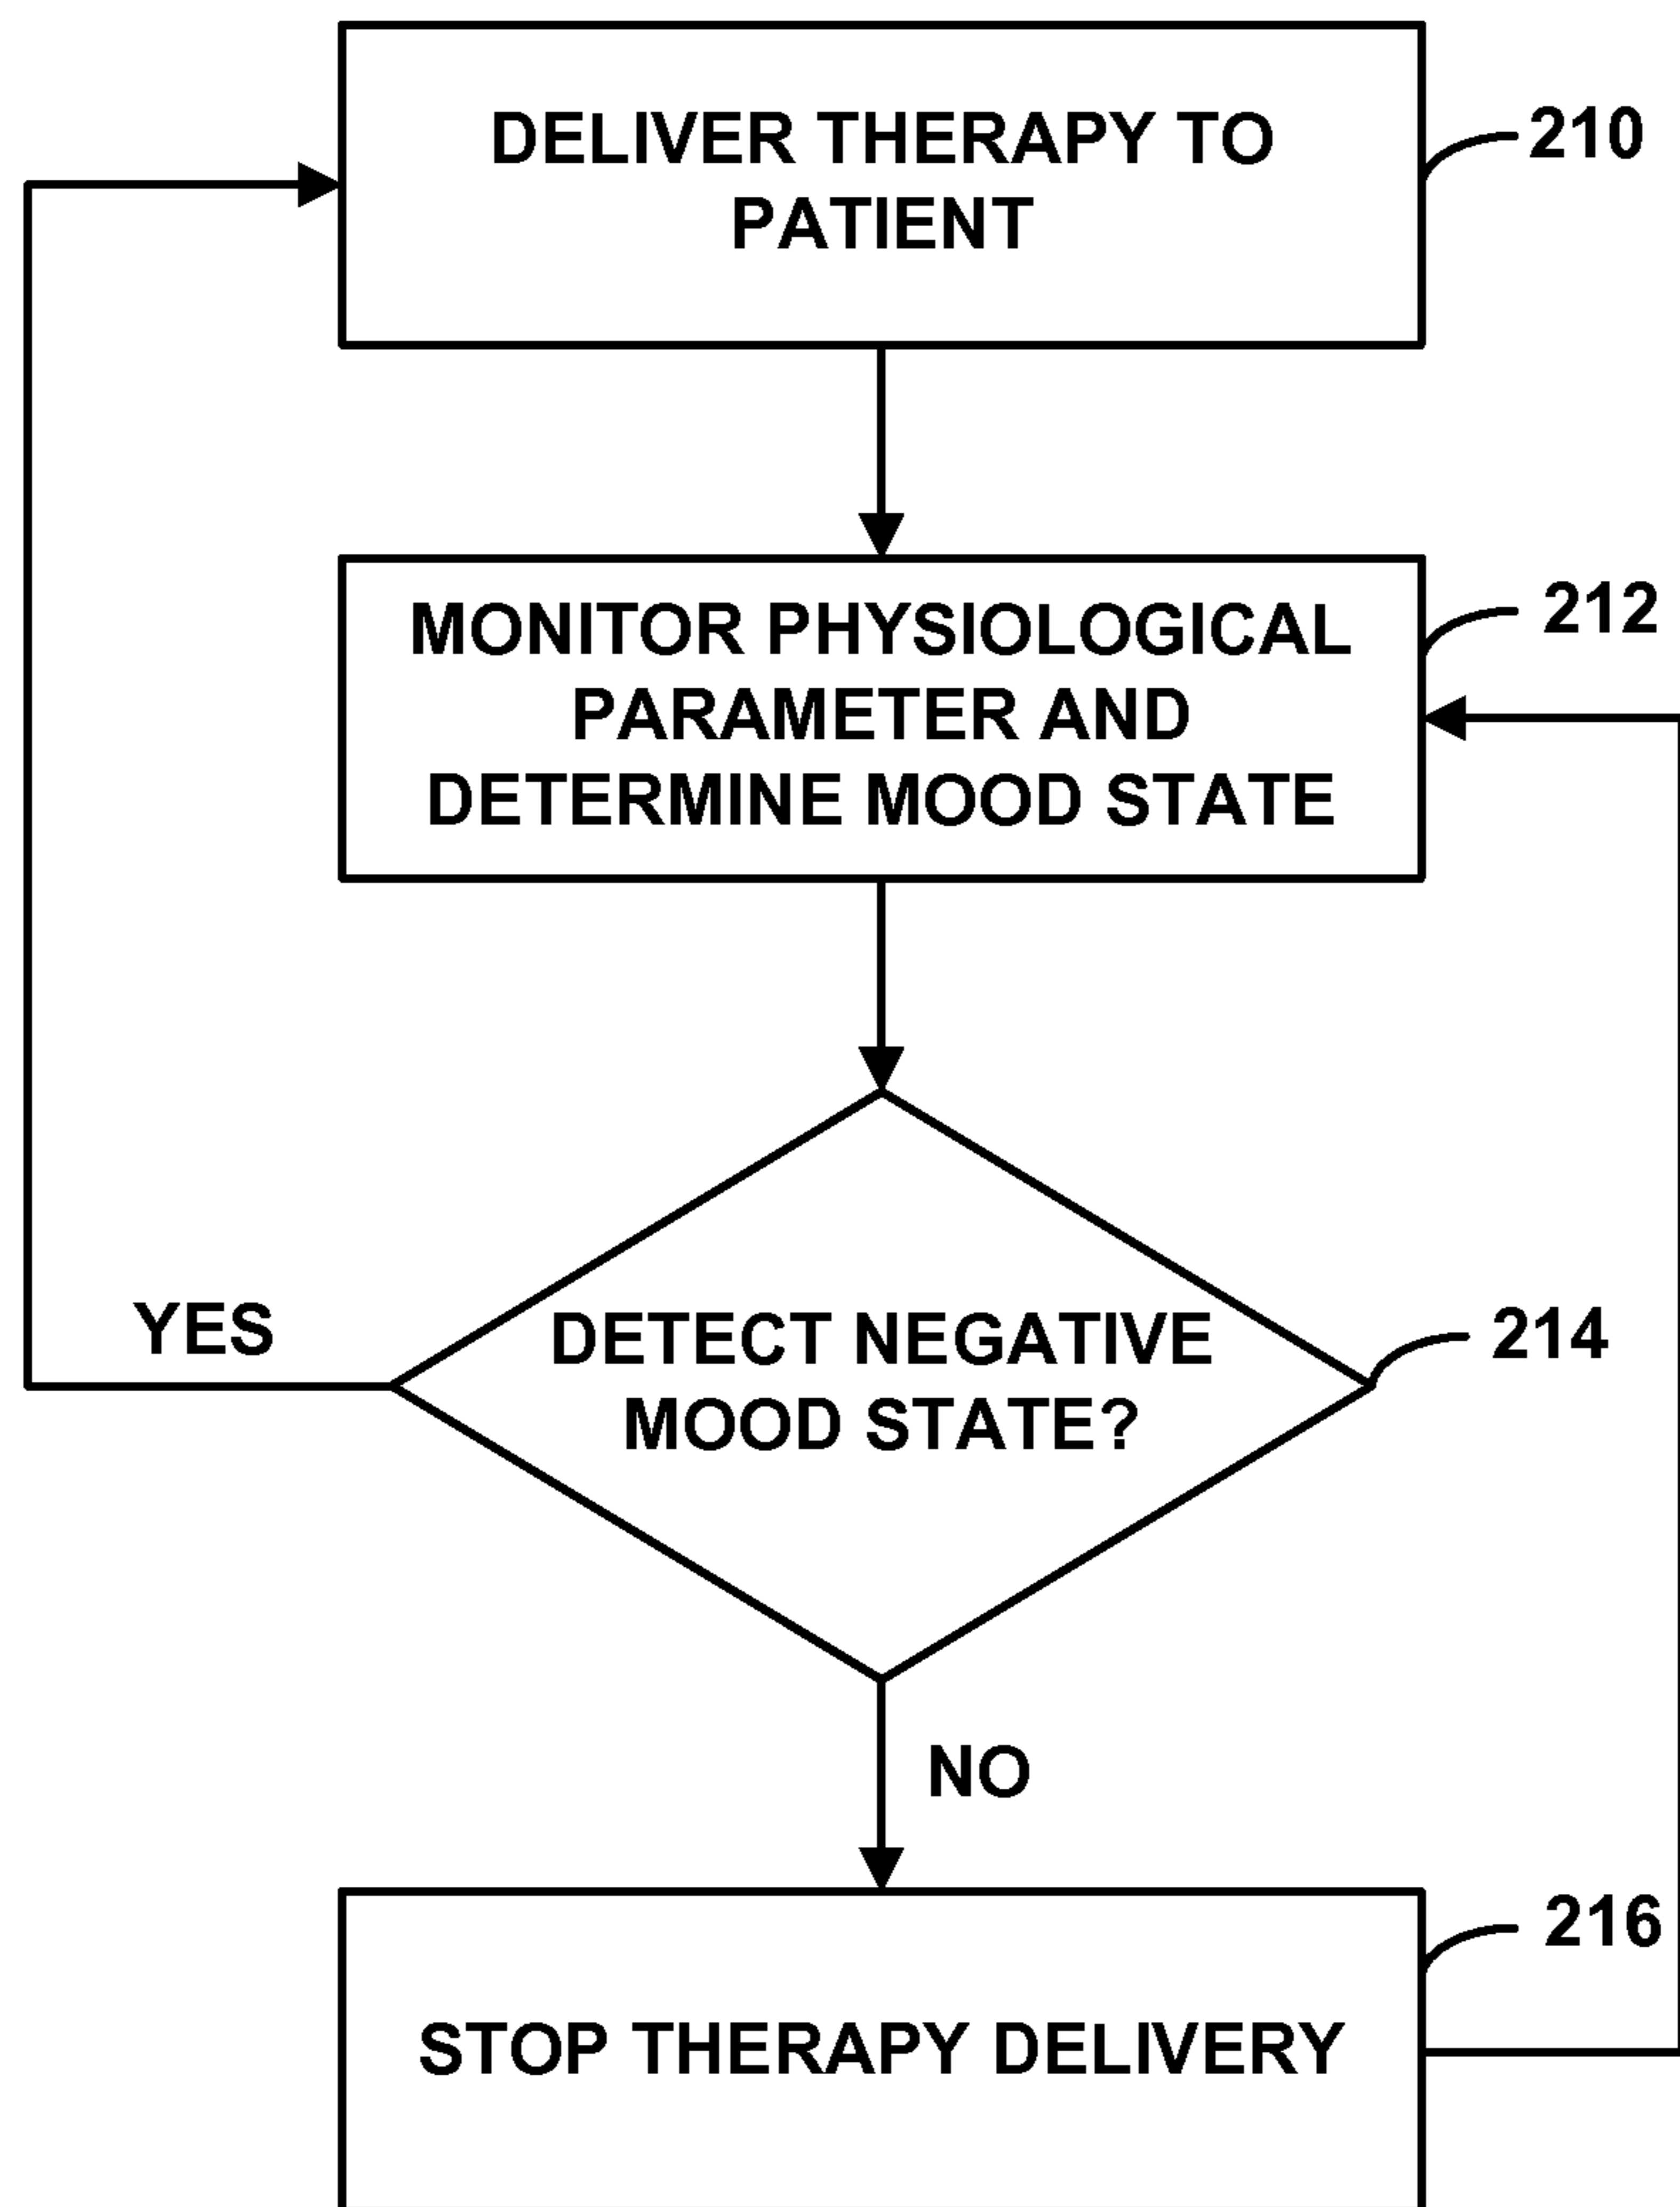 DELIVER THERAPY TO
PATIENT
210
MONITOR PHYSIOLOGICAL
PARAMETER AND
DETERMINE MOOD STATE
212
DETECT NEGATIVE
MOOD STATE?
214
YES
NO
STOP THERAPY DELIVERY
216